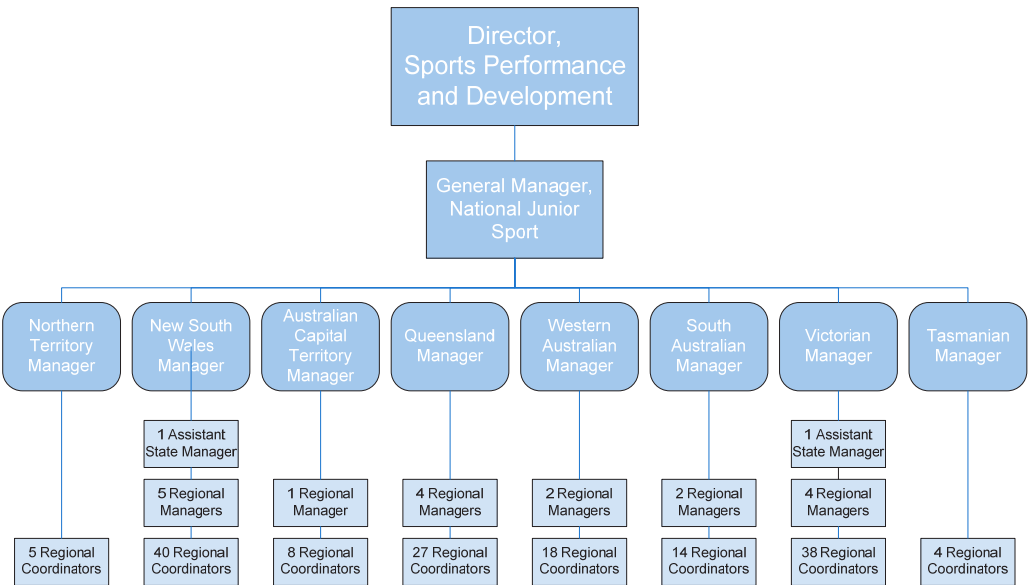 Director,
Sports Performance
and Development
General Manager,
National Junior
Sport
Northern
Territory
Manager
New South
Wales
Manager
Australian
Capital
Territory
Manager
Queensland
Manager
Western
Australian
Manager
South
Australian
Manager
Victorian
Manager
Tasmanian
Manager
1 Assistant
State Manager
1 Assistant
State Manager
5 Regional
Managers
1 Regional
Manager
4 Regional
Managers
2 Regional
Managers
2 Regional
Managers
4 Regional
Managers
5 Regional
Coordinators
40 Regional
Coordinators
8 Regional
Coordinators
27 Regional
Coordinators
18 Regional
Coordinators
14 Regional
Coordinators
38 Regional
Coordinators
4 Regional
Coordinators